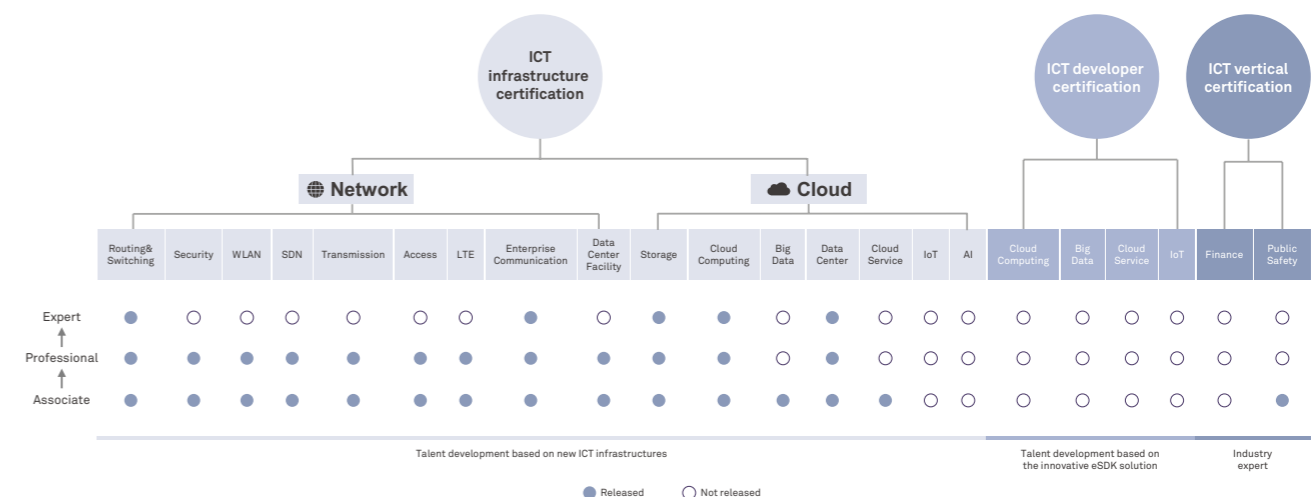 ICT
infrastructure
certification
ICT developer
certification
ICT vertical
certification
Network
Cloud
Routing&
Switching
Security
WLAN
SDN
Transmission
Access
LTE
Enterprise
Communication
Data
Center
Facility
Storage
Cloud
Computing
Big
Data
Data
Center
Cloud
Service
IoT
AI
Cloud
Computing
Big
Data
Cloud
Service
IoT
Finance
Public
Safety
Expert
Professional
Associate
Talent development based on new ICT infrastructures
Talent development based on
the innovative eSDK solution
Industry
expert
Released
Not released